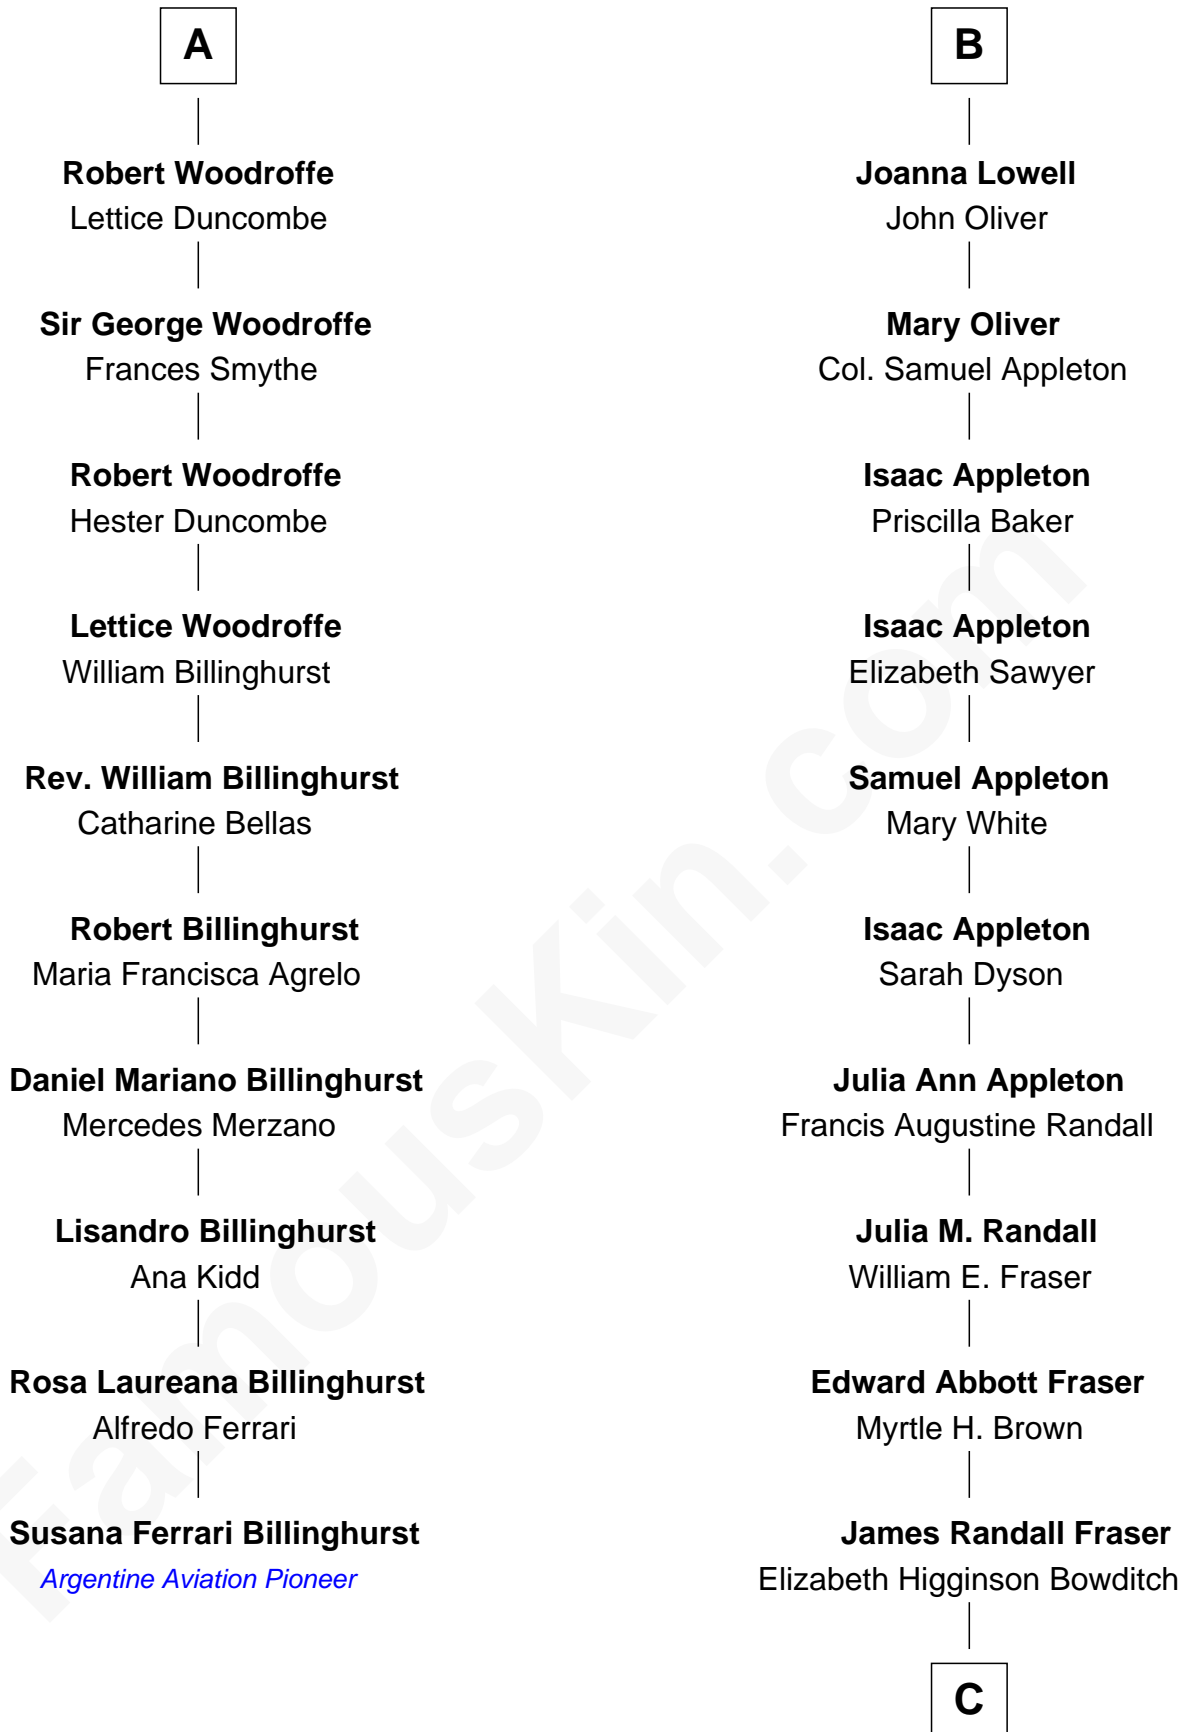 A
Robert Woodroffe
Lettice Duncombe
Sir George Woodroffe
Frances Smythe
Robert Woodroffe
Hester Duncombe
Lettice Woodroffe
William Billinghurst
Rev. William Billinghurst
Catharine Bellas
Robert Billinghurst
Maria Francisca Agrelo
Daniel Mariano Billinghurst
Mercedes Merzano
Lisandro Billinghurst
Ana Kidd
Rosa Laureana Billinghurst
Alfredo Ferrari
Susana Ferrari Billinghurst
Argentine Aviation Pioneer
B
Joanna Lowell
John Oliver
Mary Oliver
Col. Samuel Appleton
Isaac Appleton
Priscilla Baker
Isaac Appleton
Elizabeth Sawyer
Samuel Appleton
Mary White
Isaac Appleton
Sarah Dyson
Julia Ann Appleton
Francis Augustine Randall
Julia M. Randall
William E. Fraser
Edward Abbott Fraser
Myrtle H. Brown
James Randall Fraser
Elizabeth Higginson Bowditch
C
FamousKin.com